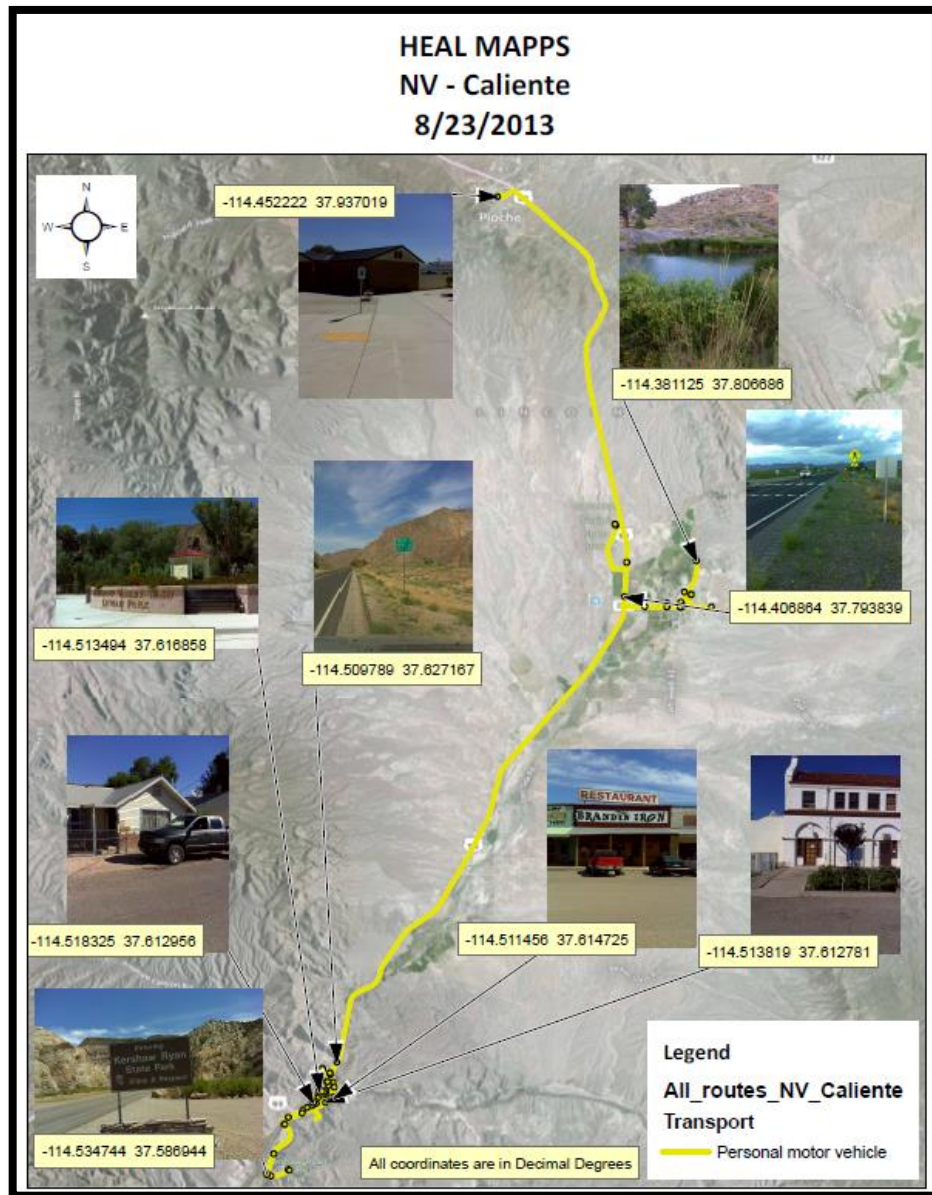 HEAL MAPPS
NV - Caliente
8/23/2013
N
W E
S
-114.452222 37.937019
Pioche
-114.381125 37.806686
LINCOLN
-114.406864 37.793839
-114.513494 37.616858
-114.509789 37.627167
RESTAURANT
BRANDIN IRON
-114.518325 37.612956
-114.511456 37.614725
-114.513819 37.612781
Entering
Kershaw Ryan
State Park
-114.534744 37.586944
All coordinates are in Decimal Degrees
Legend
All_routes_NV_Caliente
Transport
Personal motor vehicle